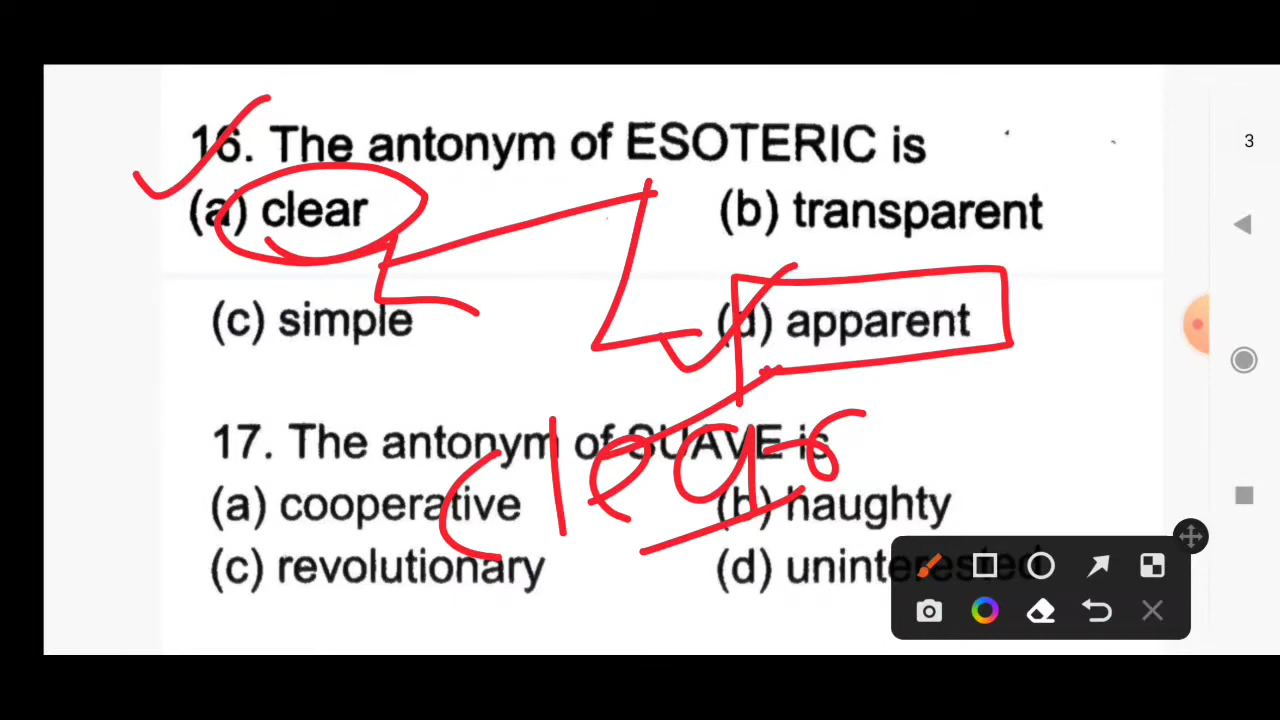 3
16. The antonym of ESOTERIC is
(a) clear (b) transparent
(c) simple (d) apparent
17. The antonym of SUAVE is
clear
(a) cooperative (b) haughty
(c) revolutionary (d) uninterested